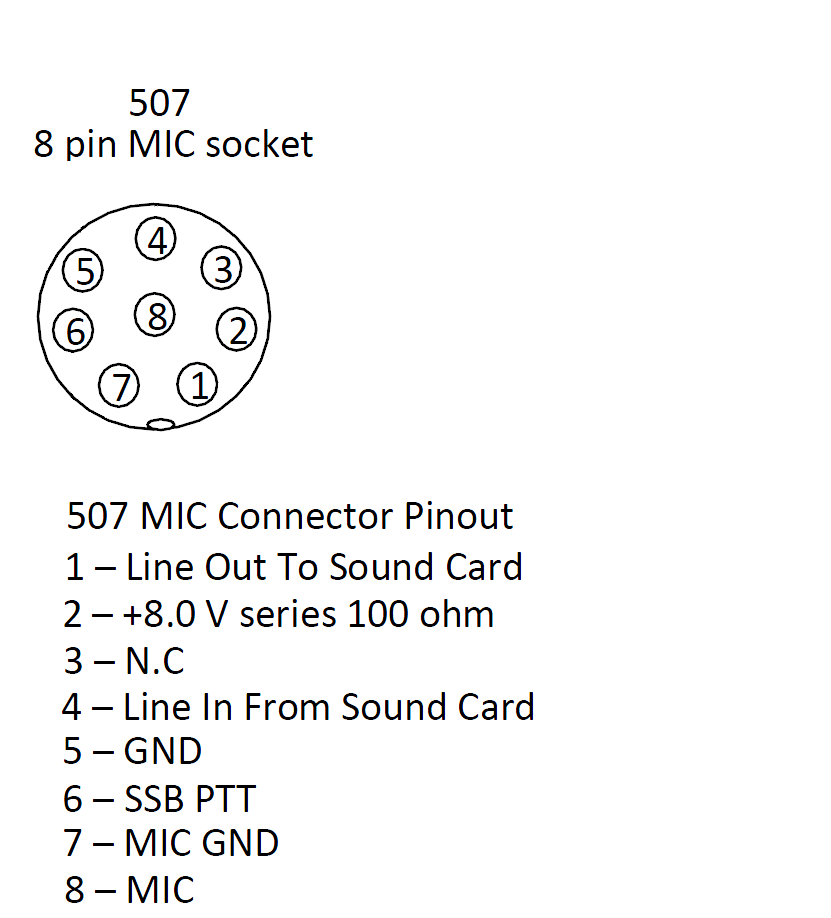 507
8 pin MIC socket
4
5
3
8
6
2
7
1
507 MIC Connector Pinout
1 – Line Out To Sound Card
2 – +8.0 V series 100 ohm
3 – N.C
4 – Line In From Sound Card
5 – GND
6 – SSB PTT
7 – MIC GND
8 – MIC